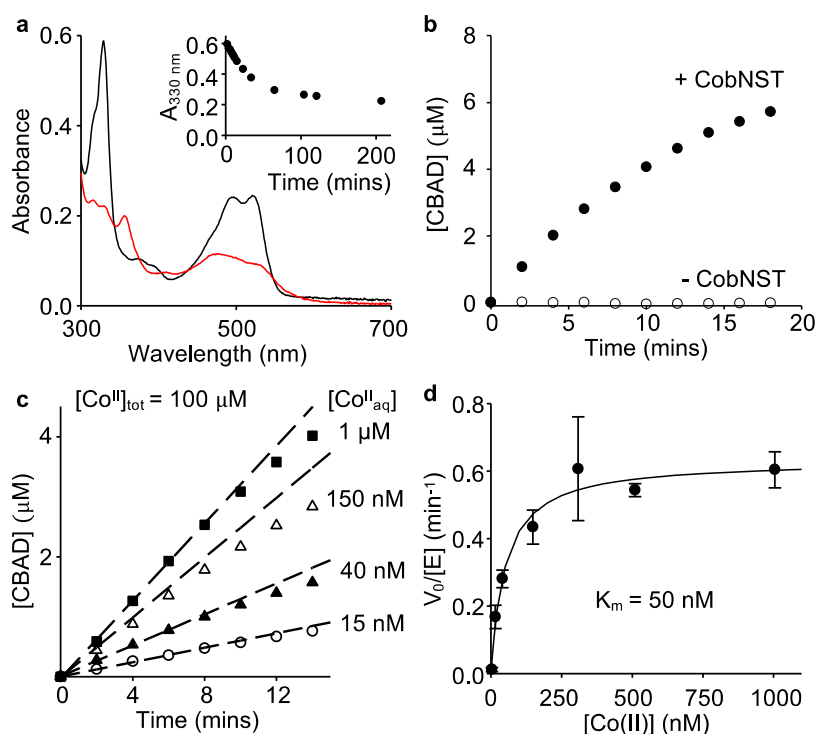 a
Absorbance
0.6
0.4
0.2
0.0
300
500
700
Wavelength (nm)
A330 nm
0.6
0.4
0.2
0.0
0
100
200
Time (mins)
b
[CBAD] (μM)
8
6
4
2
0
0
5
10
15
20
Time (mins)
+ CobNST
- CobNST
c
[CoII]tot = 100 μM
[CoIIaq]
1 μM
150 nM
40 nM
15 nM
[CBAD] (μM)
4
2
0
4
8
12
Time (mins)
d
V0/[E] (min-1)
0.8
0.6
0.4
0.2
0.0
0
250
500
750
1000
[Co(II)] (nM)
Km = 50 nM